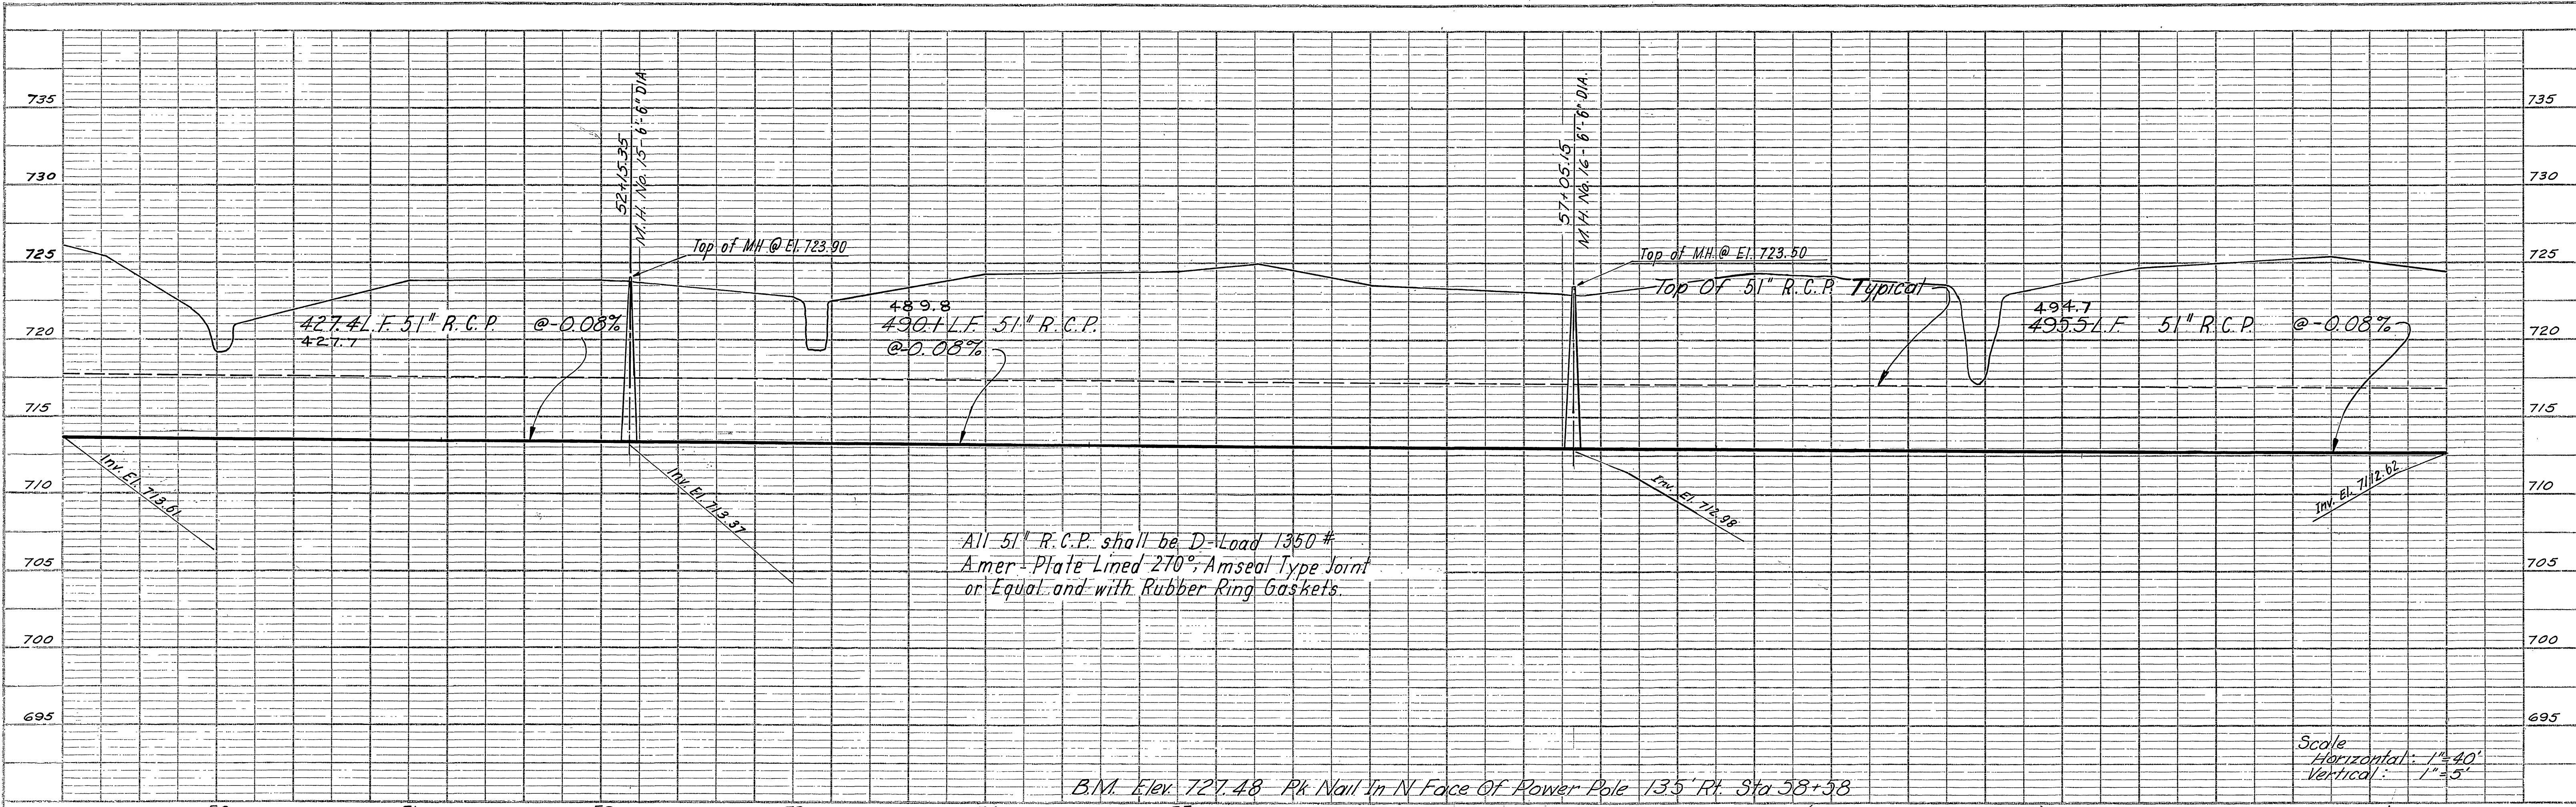 735
730
725
720
715
710
705
700
695
735
730
725
720
715
710
705
700
695
52+15.35
M.H. No. 15-6'-6" DIA.
Top of MH @ El. 723.90
427.4 L.F. 51" R.C.P. @-0.08%
427.7
489.8
490.1 L.F. 51" R.C.P.
@-0.08%
57+05.15
M.H. No. 16-6'-6" DIA.
Top of M.H. @ El. 723.50
Top Of 51" R.C.P. Typical
494.7
495.5 L.F. 51" R.C.P. @-0.08%
Inv. El. 713.61
Inv. El. 713.37
Inv. El. 712.98
Inv. El. 712.62
All 51" R.C.P. shall be D-Load 1350 #
Amer-Plate Lined 270°; Amseal Type Joint
or Equal and with Rubber Ring Gaskets.
Scale
Horizontal: 1"=40'
Vertical: 1"=5'
B.M. Elev. 727.48 Pk Nail In N Face Of Power Pole 135' Rt. Sta 58+58